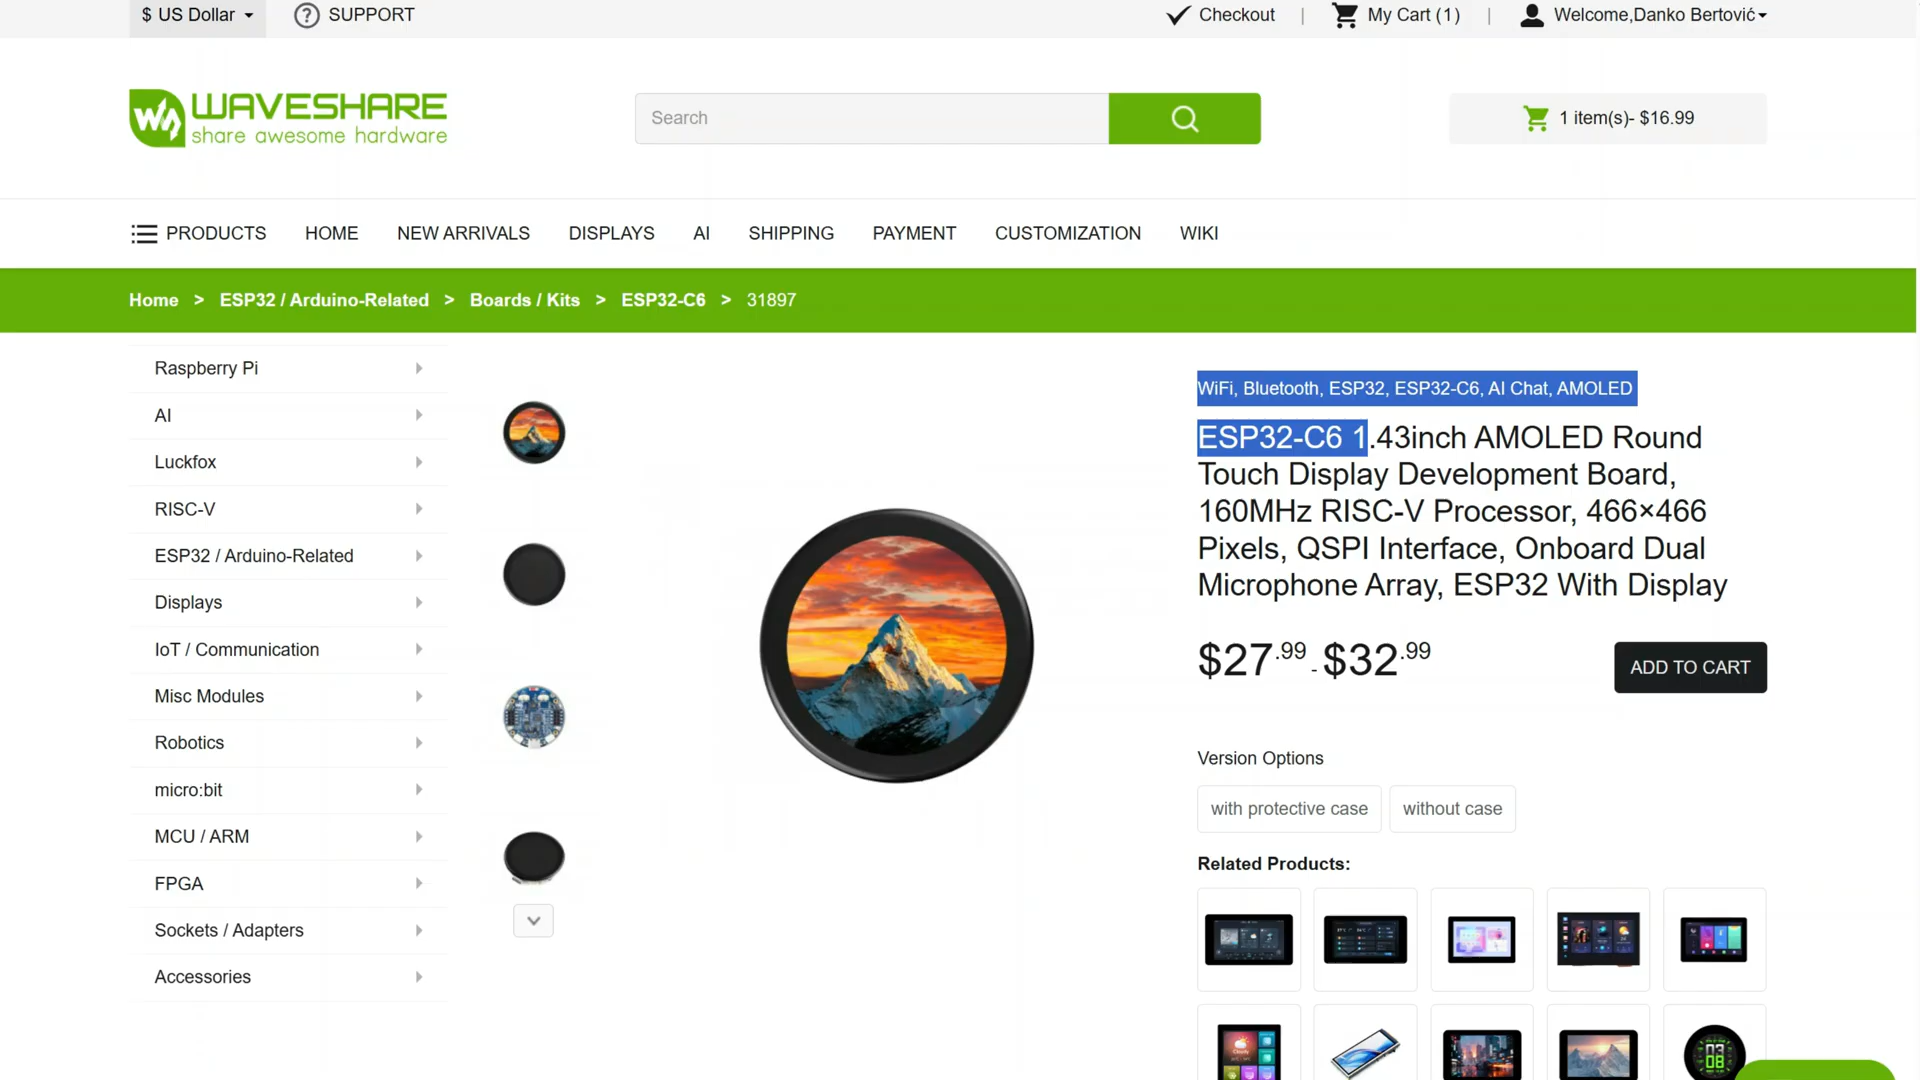 $ US Dollar
? SUPPORT
Checkout | My Cart (1) | Welcome,Danko Bertović
WAVESHARE
share awesome hardware
Search
1 item(s)- $16.99
PRODUCTS HOME NEW ARRIVALS DISPLAYS AI SHIPPING PAYMENT CUSTOMIZATION WIKI
Home > ESP32 / Arduino-Related > Boards / Kits > ESP32-C6 > 31897
Raspberry Pi
AI
Luckfox
RISC-V
ESP32 / Arduino-Related
Displays
IoT / Communication
Misc Modules
Robotics
micro:bit
MCU / ARM
FPGA
Sockets / Adapters
Accessories
WiFi, Bluetooth, ESP32, ESP32-C6, AI Chat, AMOLED
ESP32-C6 1.43inch AMOLED Round
Touch Display Development Board,
160MHz RISC-V Processor, 466×466
Pixels, QSPI Interface, Onboard Dual
Microphone Array, ESP32 With Display
$27.99 - $32.99
ADD TO CART
Version Options
with protective case
without case
Related Products:
03
08